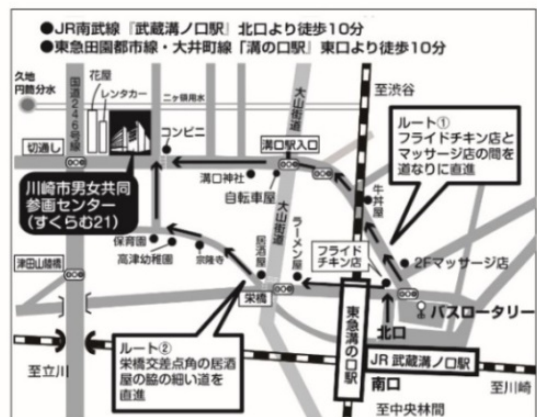 ●JR南武線『武蔵溝ノ口駅』北口より徒歩10分
●東急田園都市線・大井町線「溝の口駅」東口より徒歩10分
久地
円筒分水
国道246号線
花屋
レンタカー
二ヶ領用水
大山街道
至渋谷
コンビニ
切通し
溝口駅入口
ルート①
フライドチキン店と
マッサージ店の間を
道なりに直進
川崎市男女共同
参画センター
(すくらむ21)
溝口神社
自転車屋
牛丼屋
大山街道
ラーメン屋
フライド
チキン店
保育園
高津幼稚園
宗隆寺
居酒屋
2Fマッサージ店
津田山陸橋
栄橋
バスロータリー
北口
東急溝の口駅
ルート②
栄橋交差点角の居酒
屋の脇の細い道を
直進
JR 武蔵溝ノ口駅
南口
至立川
至川崎
至中央林間